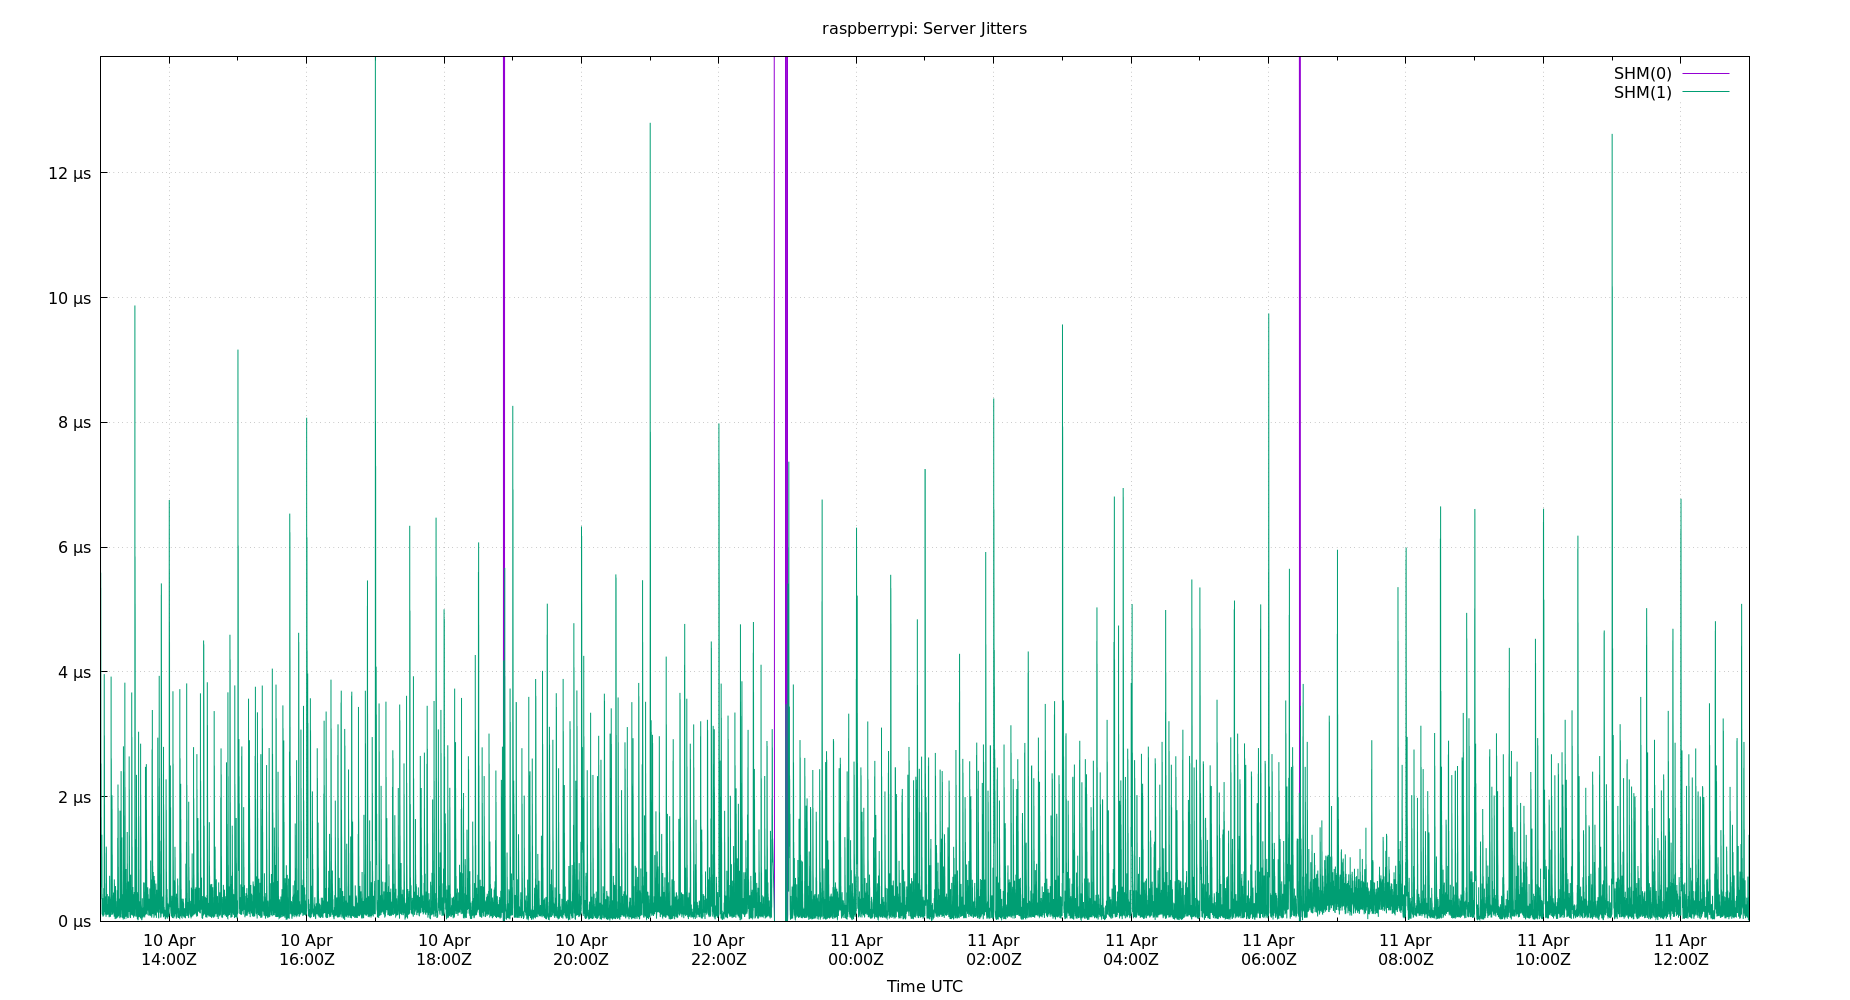 raspberrypi: Server Jitters
SHM(0)
SHM(1)
12 µs
10 µs
8 µs
6 µs
4 µs
2 µs
0 µs
10 Apr 10 Apr 10 Apr 10 Apr 10 Apr 11 Apr 11 Apr 11 Apr 11 Apr 11 Apr 11 Apr 11 Apr
14:00Z 16:00Z 18:00Z 20:00Z 22:00Z 00:00Z 02:00Z 04:00Z 06:00Z 08:00Z 10:00Z 12:00Z
Time UTC